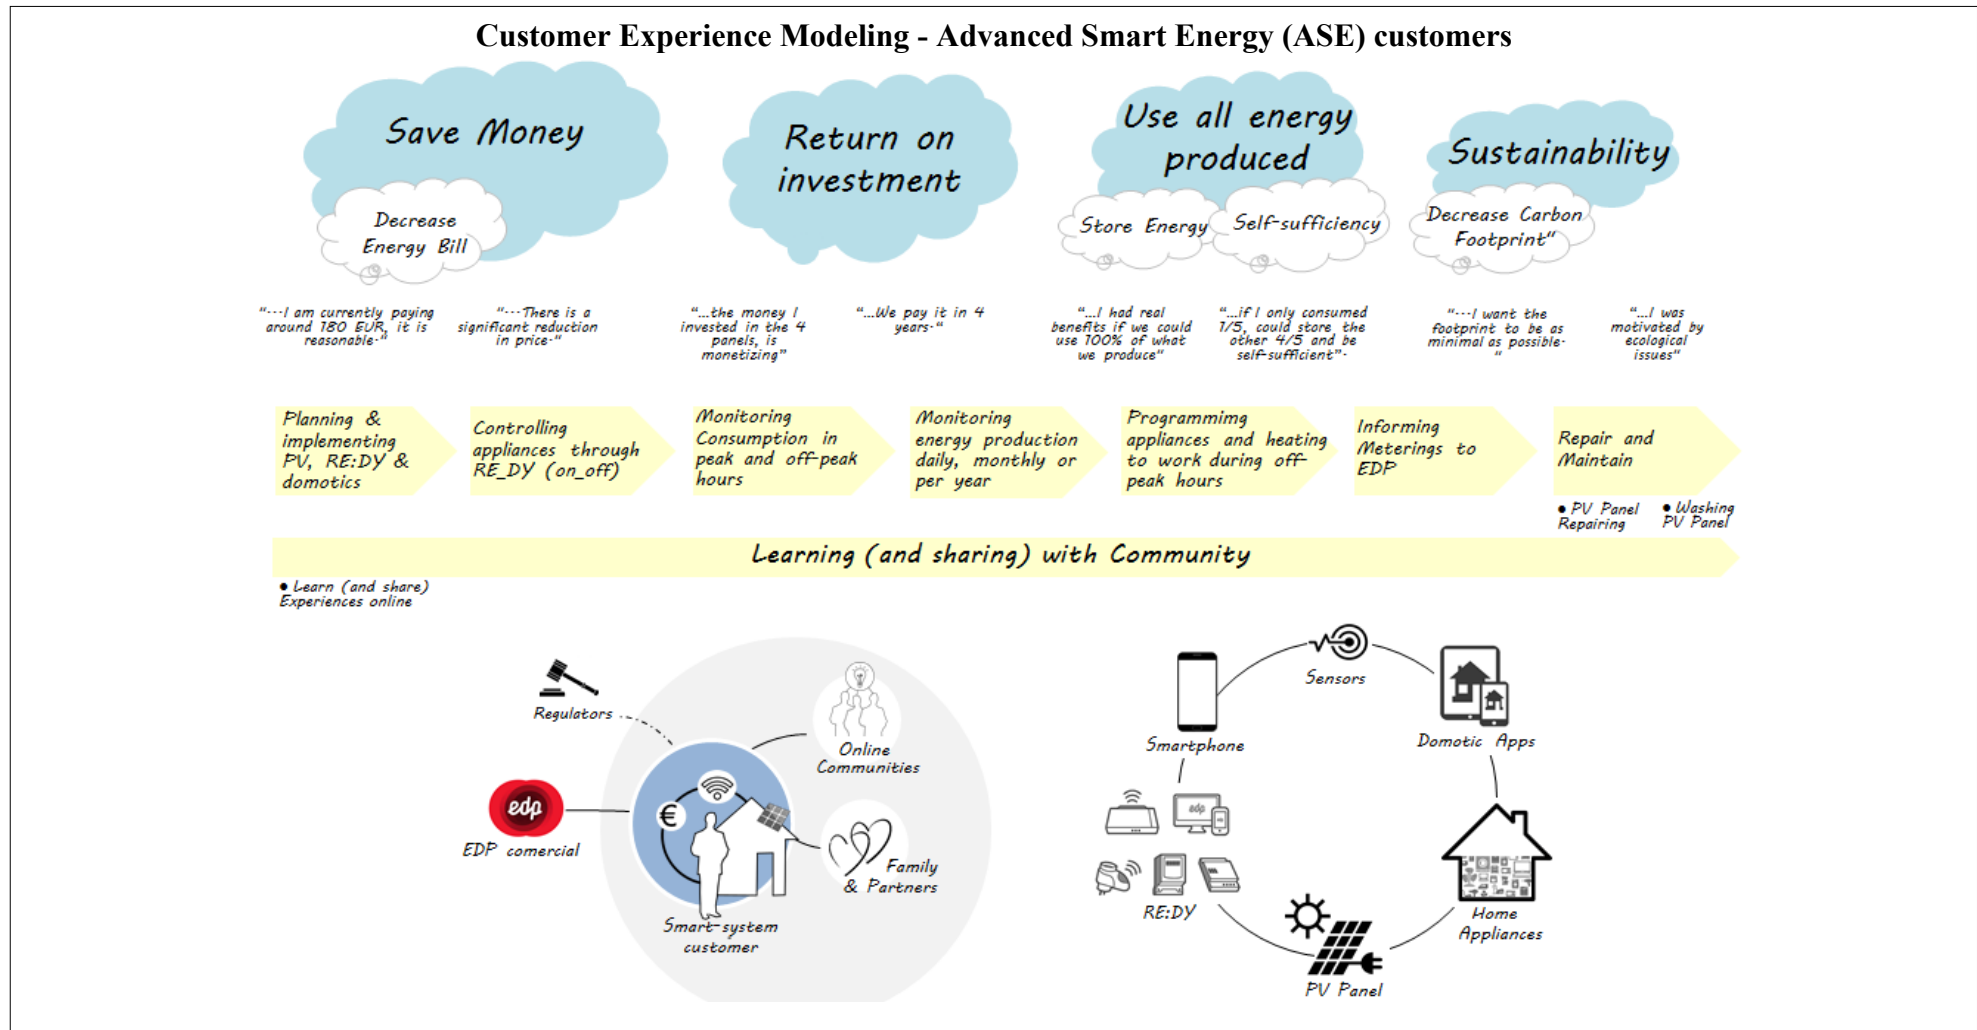 Customer Experience Modeling - Advanced Smart Energy (ASE) customers
Save Money
Decrease
Energy Bill
Return on
investment
Use all energy
produced
Store Energy
Self-sufficiency
Sustainability
Decrease Carbon
Footprint"
"...I am currently paying
around 180 EUR, it is
reasonable."
"...There is a
significant reduction
in price."
"...the money I
invested in the 4
panels, is
monetizing"
"...We pay it in 4
years."
"...I had real
benefits if we could
use 100% of what
we produce"
"...if I only consumed
1/5, could store the
other 4/5 and be
self-sufficient".
"...I want the
footprint to be as
minimal as possible.
"
"...I was
motivated by
ecological
issues"
Planning &
implementing
PV, RE:DY &
domotics
Controlling
appliances through
RE_DY (on_off)
Monitoring
Consumption in
peak and off-peak
hours
Monitoring
energy production
daily, monthly or
per year
Programmimg
appliances and heating
to work during off-
peak hours
Informing
Meterings to
EDP
Repair and
Maintain
• PV Panel
Repairing
• Washing
PV Panel
Learning (and sharing) with Community
• Learn (and share)
Experiences online
Regulators
Online
Communities
edp
EDP comercial
€
Family
& Partners
Smart-system
customer
Sensors
Smartphone
Domotic Apps
edp
RE:DY
Home
Appliances
PV Panel